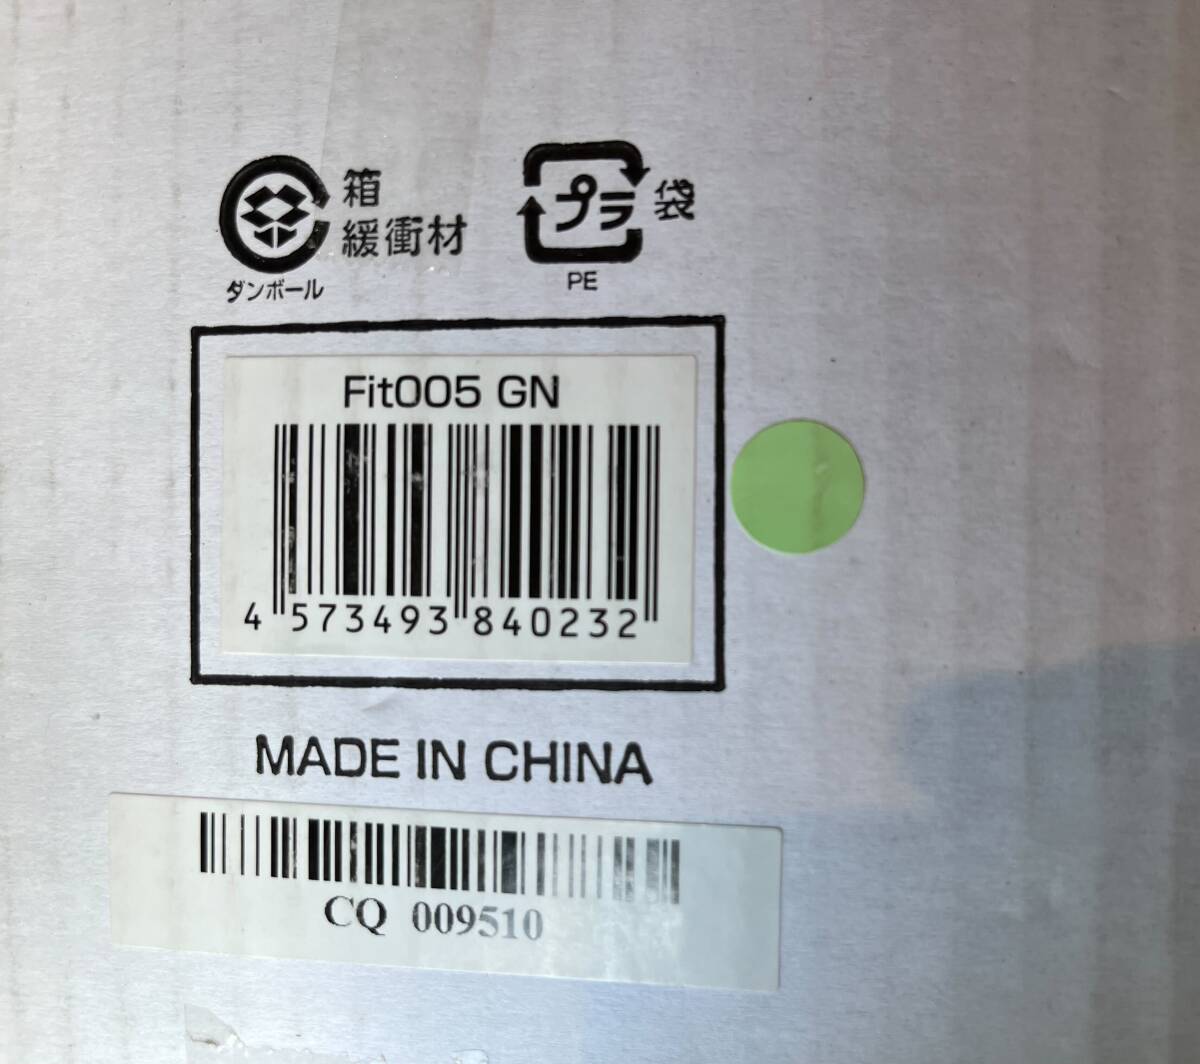 箱
緩衝材
ダンボール
プラ 袋
PE
Fit005 GN
4 573493 840232
MADE IN CHINA
CQ 009510